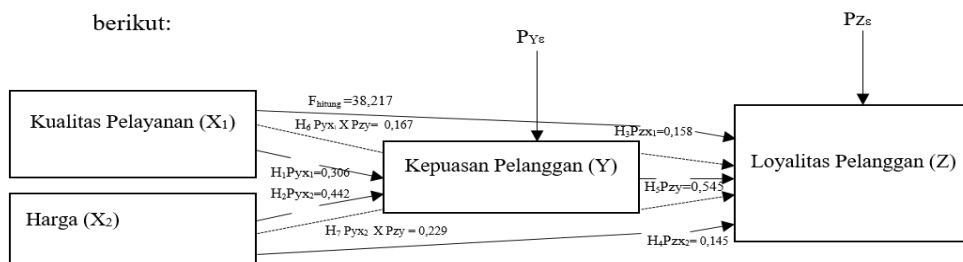 berikut:
PYε
PZε
Fhitung =38,217
Kualitas Pelayanan (X1)
H6 Pyx1 X Pzy= 0,167
H3Pzx1=0,158
Kepuasan Pelanggan (Y)
Loyalitas Pelanggan (Z)
H1Pyx1=0,306
H2Pyx2=0,442
H5Pzy=0,545
Harga (X2)
H7 Pyx2 X Pzy = 0,229
H4Pzx2=0,145